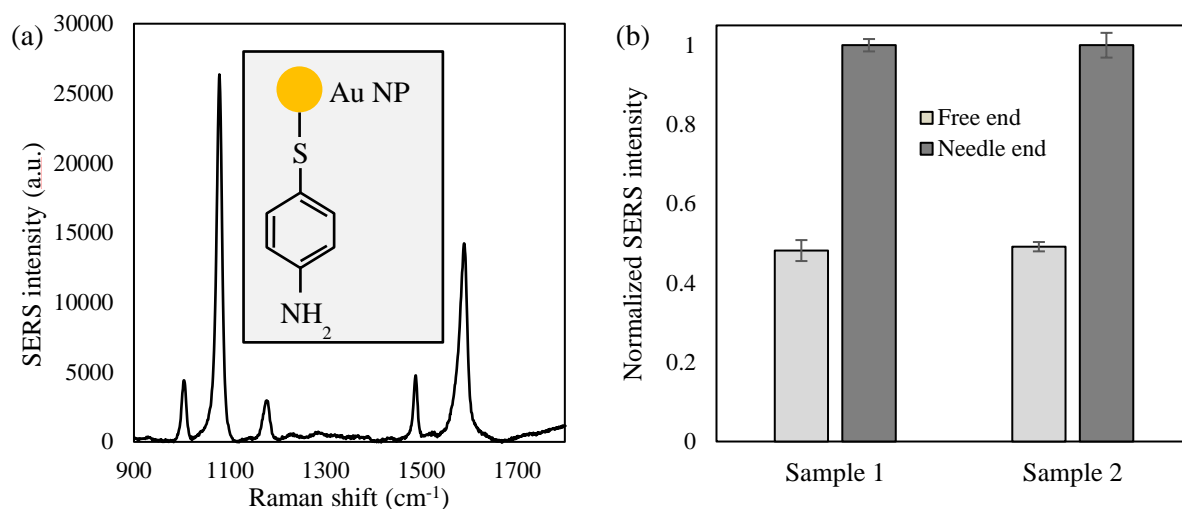 (a)
SERS intensity (a.u.)
30000
25000
20000
15000
10000
5000
0
900 1100 1300 1500 1700
Raman shift (cm⁻¹)
Au NP
S
NH₂
(b)
Normalized SERS intensity
1
0.8
0.6
0.4
0.2
0
Free end
Needle end
Sample 1 Sample 2